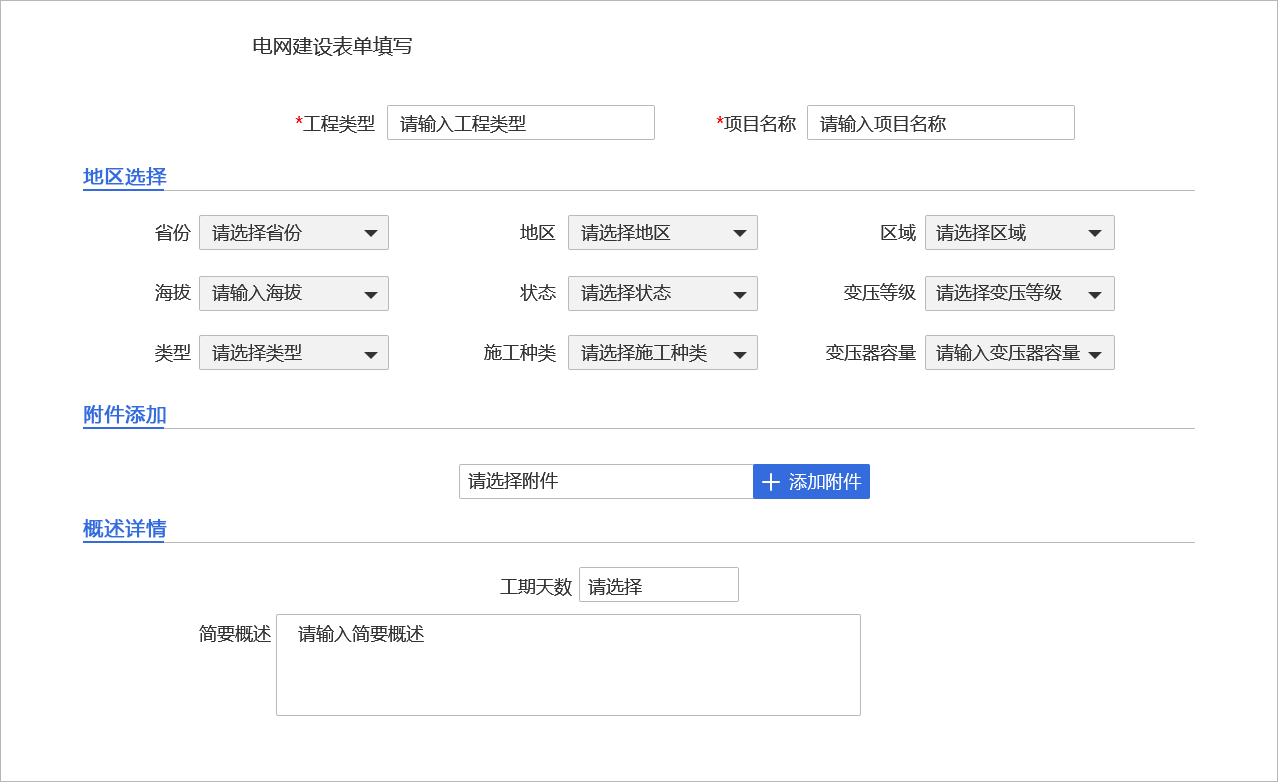 电网建设表单填写
*工程类型 请输入工程类型 *项目名称 请输入项目名称
地区选择
省份 请选择省份 地区 请选择地区 区域 请选择区域
海拔 请输入海拔 状态 请选择状态 变压等级 请选择变压等级
类型 请选择类型 施工种类 请选择施工种类 变压器容量 请输入变压器容量
附件添加
请选择附件 添加附件
概述详情
工期天数 请选择
简要概述 请输入简要概述